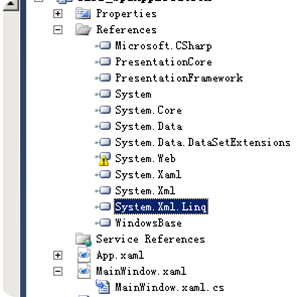 Properties
References
Microsoft.CSharp
PresentationCore
PresentationFramework
System
System.Core
System.Data
System.Data.DataSetExtensions
System.Web
System.Xaml
System.Xml
System.Xml.Linq
WindowsBase
Service References
App.xaml
MainWindow.xaml
MainWindow.xaml.cs